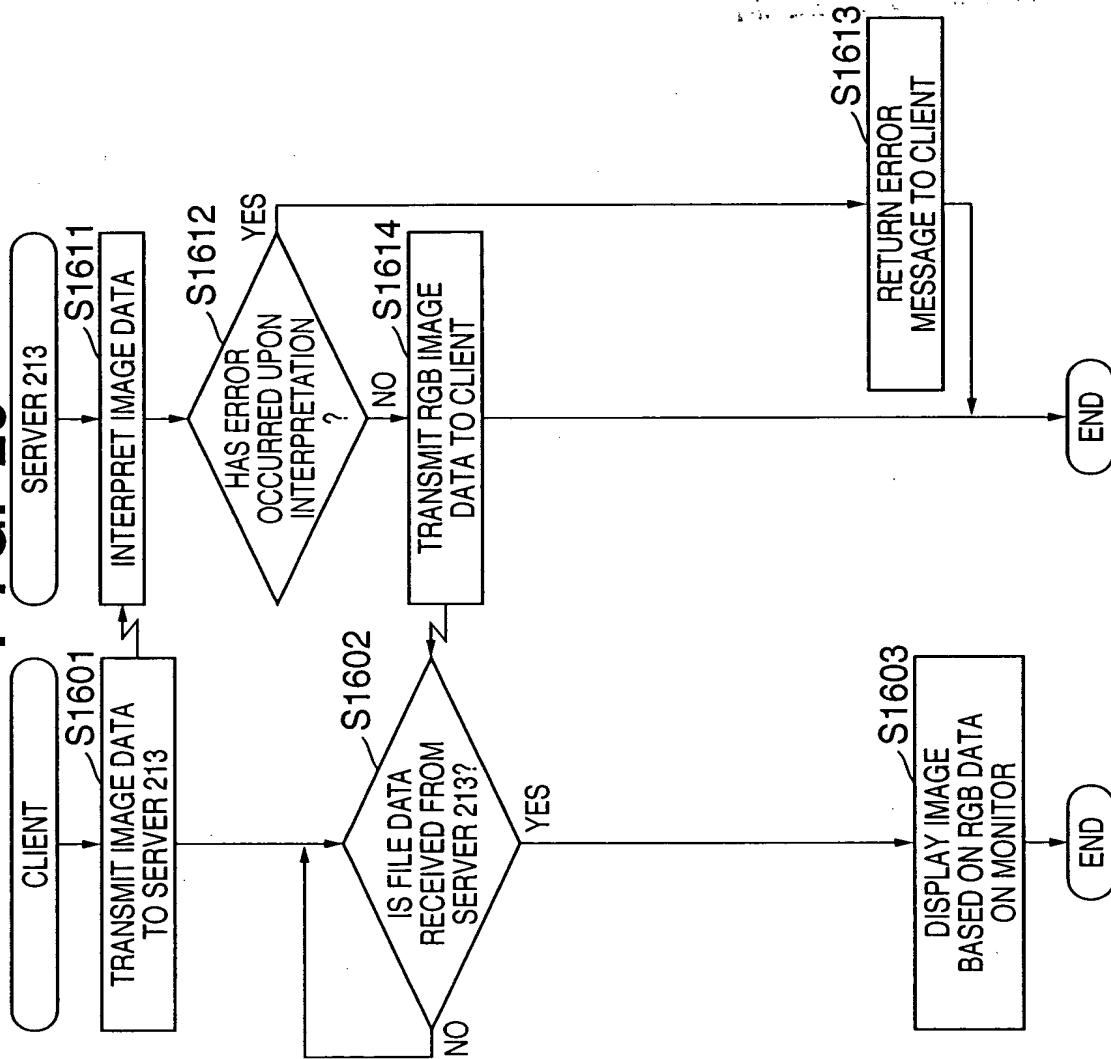 CLIENT
S1601
TRANSMIT IMAGE DATA
TO SERVER 213
S1602
IS FILE DATA
RECEIVED FROM
SERVER 213?
NO
YES
S1603
DISPLAY IMAGE
BASED ON RGB DATA
ON MONITOR
END
SERVER 213
S1611
INTERPRET IMAGE DATA
S1612
HAS ERROR
OCCURRED UPON
INTERPRETATION
?
YES
NO
S1614
TRANSMIT RGB IMAGE
DATA TO CLIENT
S1613
RETURN ERROR
MESSAGE TO CLIENT
END